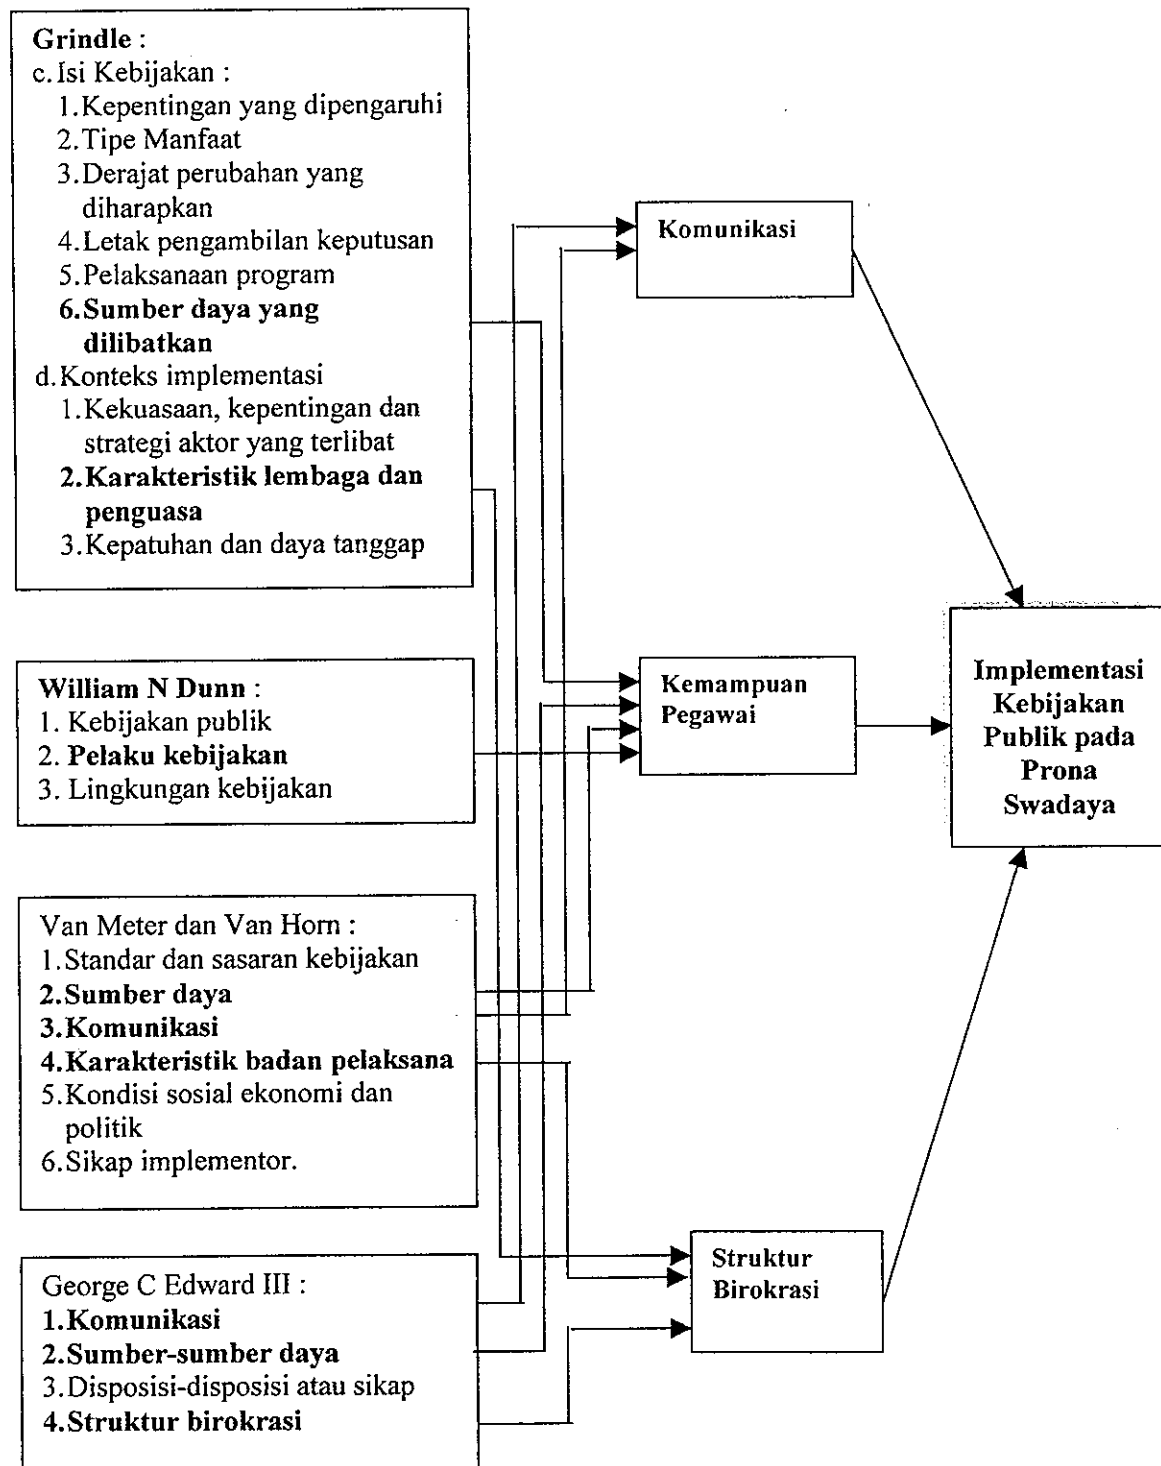 Grindle :
c. Isi Kebijakan :
1. Kepentingan yang dipengaruhi
2. Tipe Manfaat
3. Derajat perubahan yang
diharapkan
4. Letak pengambilan keputusan
5. Pelaksanaan program
6. Sumber daya yang
dilibatkan
d. Konteks implementasi
1. Kekuasaan, kepentingan dan
strategi aktor yang terlibat
2. Karakteristik lembaga dan
penguasa
3. Kepatuhan dan daya tanggap
William N Dunn :
1. Kebijakan publik
2. Pelaku kebijakan
3. Lingkungan kebijakan
Van Meter dan Van Horn :
1. Standar dan sasaran kebijakan
2. Sumber daya
3. Komunikasi
4. Karakteristik badan pelaksana
5. Kondisi sosial ekonomi dan
politik
6. Sikap implementor.
George C Edward III :
1. Komunikasi
2. Sumber-sumber daya
3. Disposisi-disposisi atau sikap
4. Struktur birokrasi
Komunikasi
Kemampuan
Pegawai
Struktur
Birokrasi
Implementasi
Kebijakan
Publik pada
Prona
Swadaya